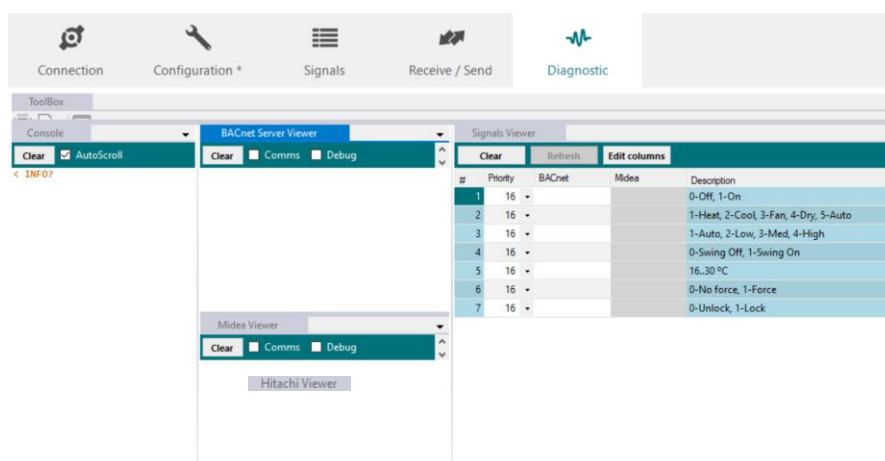 Connection Configuration * Signals Receive / Send Diagnostic
ToolBox
Console
Clear AutoScroll
< INFO?
BACnet Server Viewer
Clear Comms Debug
Midea Viewer
Clear Comms Debug
Hitachi Viewer
Signals Viewer
Clear Refresh Edit columns
# Priority BACnet Midea Description
1 16 0-Off, 1-On
2 16 1-Heat, 2-Cool, 3-Fan, 4-Dry, 5-Auto
3 16 1-Auto, 2-Low, 3-Med, 4-High
4 16 0-Swing Off, 1-Swing On
5 16 16..30 ºC
6 16 0-No force, 1-Force
7 16 0-Unlock, 1-Lock